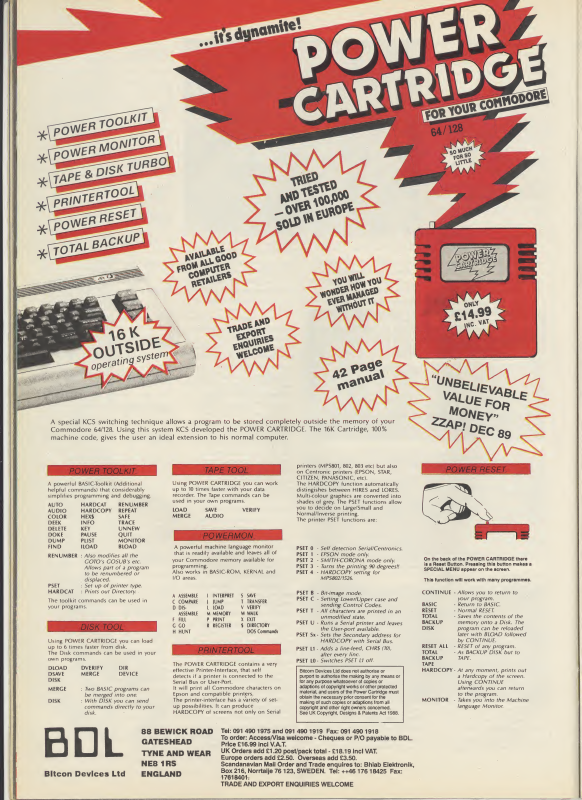 ...it's dynamite!
POWER
CARTRIDGE
FOR YOUR COMMODORE
64/128
SO MUCH
FOR SO
LITTLE
* POWER TOOLKIT
* POWER MONITOR
* TAPE & DISK TURBO
* PRINTERTOOL
* POWER RESET
* TOTAL BACKUP
TRIED
AND TESTED
– OVER 100,000
SOLD IN EUROPE
AVAILABLE
FROM ALL GOOD
COMPUTER
RETAILERS
YOU WILL
WONDER HOW YOU
EVER MANAGED
WITHOUT IT
POWER
CARTRIDGE
ONLY
£14.99
INC. VAT
16 K
OUTSIDE
operating system
TRADE AND
EXPORT
ENQUIRIES
WELCOME
42 Page
manual
"UNBELIEVABLE
VALUE FOR
MONEY"
ZZAP! DEC 89
A special KCS switching technique allows a program to be stored completely outside the memory of your
Commodore 64/128. Using this system KCS developed the POWER CARTRIDGE. The 16K Cartridge, 100%
machine code, gives the user an ideal extension to his normal computer.
POWER TOOLKIT
A powerful BASIC-Toolkit (Additional
helpful commands) that considerably
simplifies programming and debugging.
AUTO HARDCAT RENUMBER
AUDIO HARDCOPY REPEAT
COLOR HEX$ SAFE
DEEK INFO TRACE
DELETE KEY UNNEW
DOKE PAUSE QUIT
DUMP PLIST MONITOR
FIND ILOAD BLOAD
RENUMBER - Also modifies all the
GOTO's GOSUB's etc.
Allows part of a program
to be renumbered or
displaced.
PSET - Set up of printer type.
HARDCAT - Prints out Directory.
The toolkit commands can be used in
your programs.
DISK TOOL
Using POWER CARTRIDGE you can load
up to 6 times faster from disk.
The Disk commands can be used in your
own programs.
DLOAD DVERIFY DIR
DSAVE MERGE DEVICE
DISK
MERGE - Two BASIC programs can
be merged into one.
DISK - With DISK you can send
commands directly to your
disk.
TAPE TOOL
Using POWER CARTRIDGE you can work
up to 10 times faster with your data
recorder. The Tape commands can be
used in your own programs.
LOAD SAVE VERIFY
MERGE AUDIO
POWERMON
A powerful machine language monitor
that is readily available and leaves all of
your Commodore memory available for
programming.
Also works in BASIC-ROM, KERNAL and
I/O areas.
A ASSEMBLE I INTERPRET S SAVE
C COMPARE J JUMP T TRANSFER
D DIS- L LOAD V VERIFY
ASSEMBLE M MEMORY W WALK
F FILL P PRINT X EXIT
G GO R REGISTER $ DIRECTORY
H HUNT DOS Commands
PRINTERTOOL
The POWER CARTRIDGE contains a very
effective Printer-Interface, that self
detects if a printer is connected to the
Serial Bus or User-Port.
It will print all Commodore characters on
Epson and compatible printers.
The printer-interface has a variety of set-
up possibilities. It can produce
HARDCOPY of screens not only on Serial
printers (MPS801, 802, 803 etc) but also
on Centronic printers (EPSON, STAR,
CITIZEN, PANASONIC, etc).
The HARDCOPY function automatically
distinguishes between HIRES and LORES.
Multi-colour graphics are converted into
shades of grey. The PSET functions allow
you to decide on Large/Small and
Normal/Inverse printing.
The printer PSET functions are:
PSET 0 - Self detection Serial/Centronics.
PSET 1 - EPSON mode only.
PSET 2 - SMITH-CORONA mode only.
PSET 3 - Turns the printing 90 degrees!!
PSET 4 - HARDCOPY setting for
MPS802/1526.
PSET B - Bit-image mode.
PSET C - Setting Lower/Upper case and
sending Control Codes.
PSET T - All characters are printed in an
unmodified state.
PSET U - Runs a Serial printer and leaves
the User-port available.
PSET Sx - Sets the Secondary address for
HARDCOPY with Serial Bus.
PSET L1 - Adds a line-feed, CHR$ (10),
after every line.
PSET L0 - Switches PSET L1 off.
Bitcon Devices Ltd does not authorise or
purport to authorise the making by any means or
for any purpose whatsoever of copies or
adaptions of copyright works or other protected
material, and users of the Power Cartridge must
obtain the necessary prior consent for the
making of such copies or adaptions from all
copyright and other right owners concerned.
See UK Copyright, Designs & Patents Act 1988.
POWER RESET
On the back of the POWER CARTRIDGE there
is a Reset Button. Pressing this button makes a
SPECIAL MENU appear on the screen.
This function will work with many programmes.
CONTINUE - Allows you to return to
your program.
BASIC - Return to BASIC.
RESET - Normal RESET.
TOTAL - Saves the contents of the
BACKUP memory onto a Disk. The
DISK program can be reloaded
later with BLOAD followed
by CONTINUE.
RESET ALL - RESET of any program.
TOTAL - As BACKUP DISK but to
BACKUP TAPE.
TAPE
HARDCOPY - At any moment, prints out
a Hardcopy of the screen.
Using CONTINUE
afterwards you can return
to the program.
MONITOR - Takes you into the Machine
language Monitor.
BDL
Bitcon Devices Ltd
88 BEWICK ROAD
GATESHEAD
TYNE AND WEAR
NE8 1RS
ENGLAND
Tel: 091 490 1975 and 091 490 1919 Fax: 091 490 1918
To order: Access/Visa welcome - Cheques or P/O payable to BDL.
Price £16.99 incl V.A.T.
UK Orders add £1.20 post/pack total - £18.19 incl VAT.
Europe orders add £2.50. Overseas add £3.50.
Scandanavian Mail Order and Trade enquires to: Bhiab Elektronik,
Box 216, Norrtalje 76 123, SWEDEN. Tel: ++46 176 18425 Fax:
17618401:
TRADE AND EXPORT ENQUIRIES WELCOME